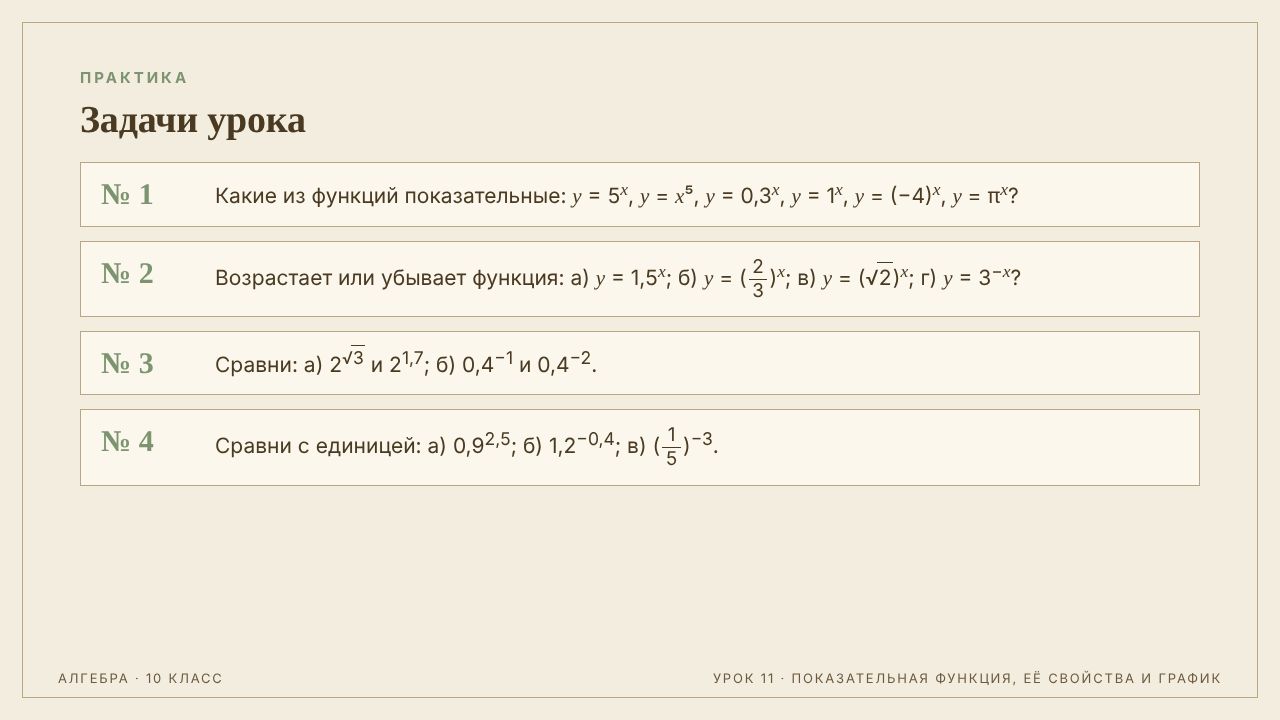 ПРАКТИКА
Задачи урока
№ 1 Какие из функций показательные: y = 5ˣ, y = x⁵, y = 0,3ˣ, y = 1ˣ, y = (−4)ˣ, y = πˣ?
№ 2 Возрастает или убывает функция: а) y = 1,5ˣ; б) y = (2/3)ˣ; в) y = (√2)ˣ; г) y = 3⁻ˣ?
№ 3 Сравни: а) 2^√3 и 2^1,7; б) 0,4⁻¹ и 0,4⁻².
№ 4 Сравни с единицей: а) 0,9^2,5; б) 1,2^−0,4; в) (1/5)⁻³.
АЛГЕБРА · 10 КЛАСС
УРОК 11 · ПОКАЗАТЕЛЬНАЯ ФУНКЦИЯ, ЕЁ СВОЙСТВА И ГРАФИК